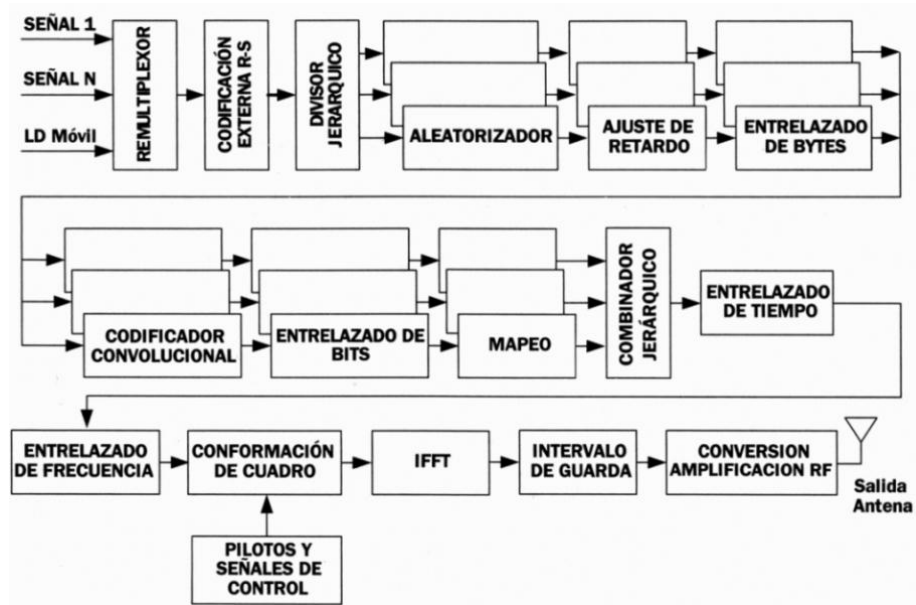 SEÑAL 1
SEÑAL N
LD Móvil
REMULTIPLEXOR
CODIFICACIÓN
EXTERNA R-S
DIVISOR
JERARQUICO
ALEATORIZADOR
AJUSTE DE
RETARDO
ENTRELAZADO
DE BYTES
CODIFICADOR
CONVOLUCIONAL
ENTRELAZADO DE
BITS
MAPEO
COMBINADOR
JERÁRQUICO
ENTRELAZADO
DE TIEMPO
ENTRELAZADO
DE FRECUENCIA
CONFORMACIÓN
DE CUADRO
IFFT
INTERVALO
DE GUARDA
CONVERSION
AMPLIFICACION RF
Salida
Antena
PILOTOS Y
SEÑALES DE
CONTROL